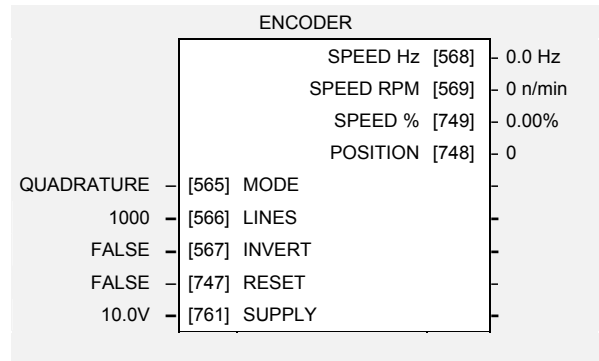 ENCODER
SPEED Hz [568] – 0.0 Hz
SPEED RPM [569] – 0 n/min
SPEED % [749] – 0.00%
POSITION [748] – 0
QUADRATURE – [565] MODE –
1000 – [566] LINES –
FALSE – [567] INVERT –
FALSE – [747] RESET –
10.0V – [761] SUPPLY –